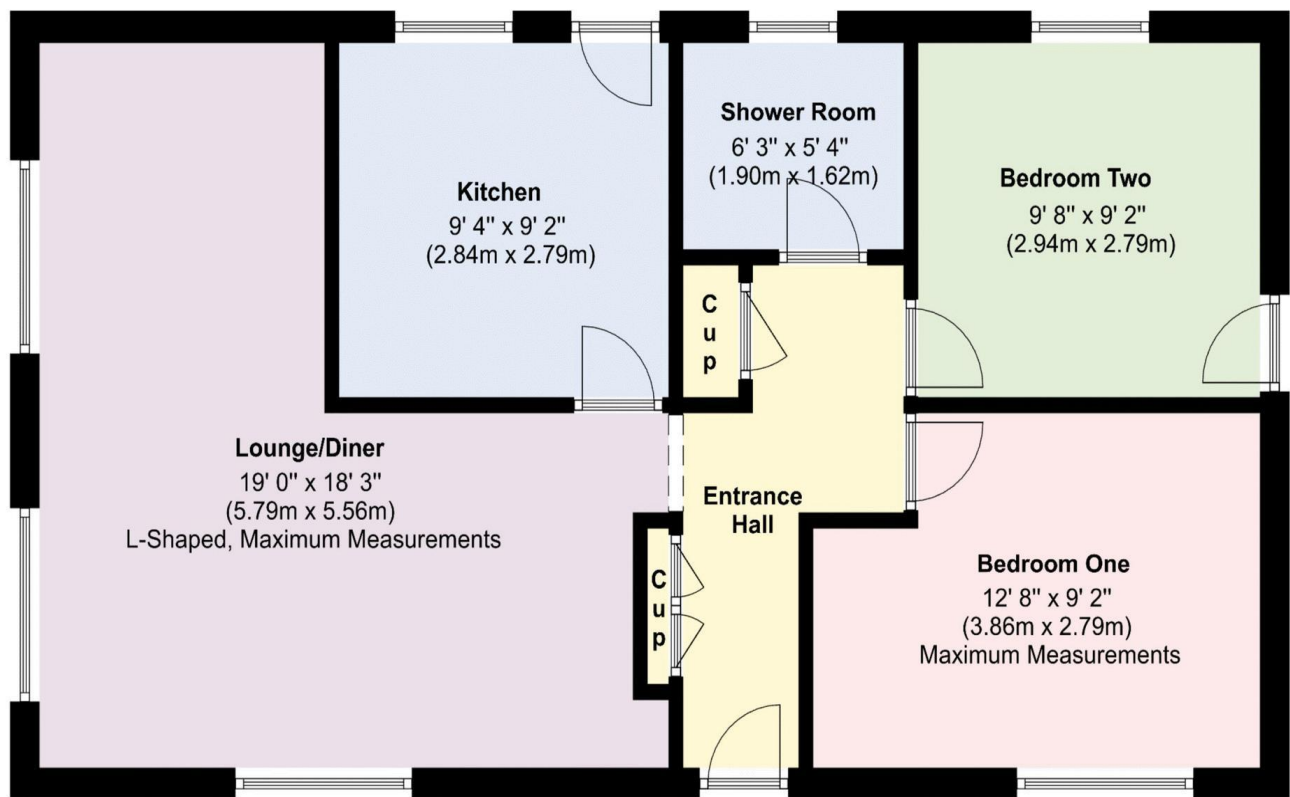 Shower Room
6' 3" x 5' 4"
(1.90m x 1.62m)
Kitchen
9' 4" x 9' 2"
(2.84m x 2.79m)
Bedroom Two
9' 8" x 9' 2"
(2.94m x 2.79m)
C
u
p
Lounge/Diner
19' 0" x 18' 3"
(5.79m x 5.56m)
L-Shaped, Maximum Measurements
Entrance
Hall
C
u
p
Bedroom One
12' 8" x 9' 2"
(3.86m x 2.79m)
Maximum Measurements